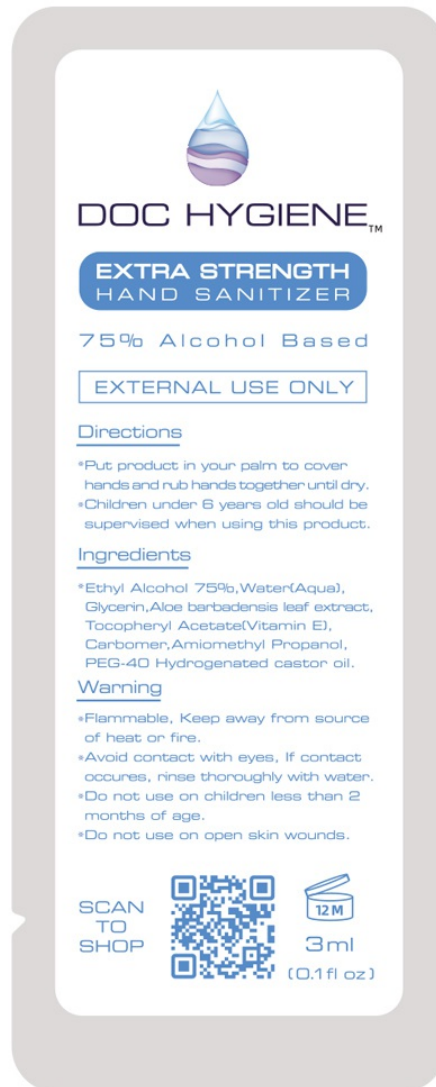 DOC HYGIENE™
EXTRA STRENGTH
HAND SANITIZER
75% Alcohol Based
EXTERNAL USE ONLY
Directions
•Put product in your palm to cover
hands and rub hands together until dry.
•Children under 6 years old should be
supervised when using this product.
Ingredients
•Ethyl Alcohol 75%,Water(Aqua),
Glycerin,Aloe barbadensis leaf extract,
Tocopheryl Acetate(Vitamin E),
Carbomer,Amiomethyl Propanol,
PEG-40 Hydrogenated castor oil.
Warning
•Flammable, Keep away from source
of heat or fire.
•Avoid contact with eyes, If contact
occures, rinse thoroughly with water.
•Do not use on children less than 2
months of age.
•Do not use on open skin wounds.
SCAN
TO
SHOP
12M
3ml
(0.1fl oz)